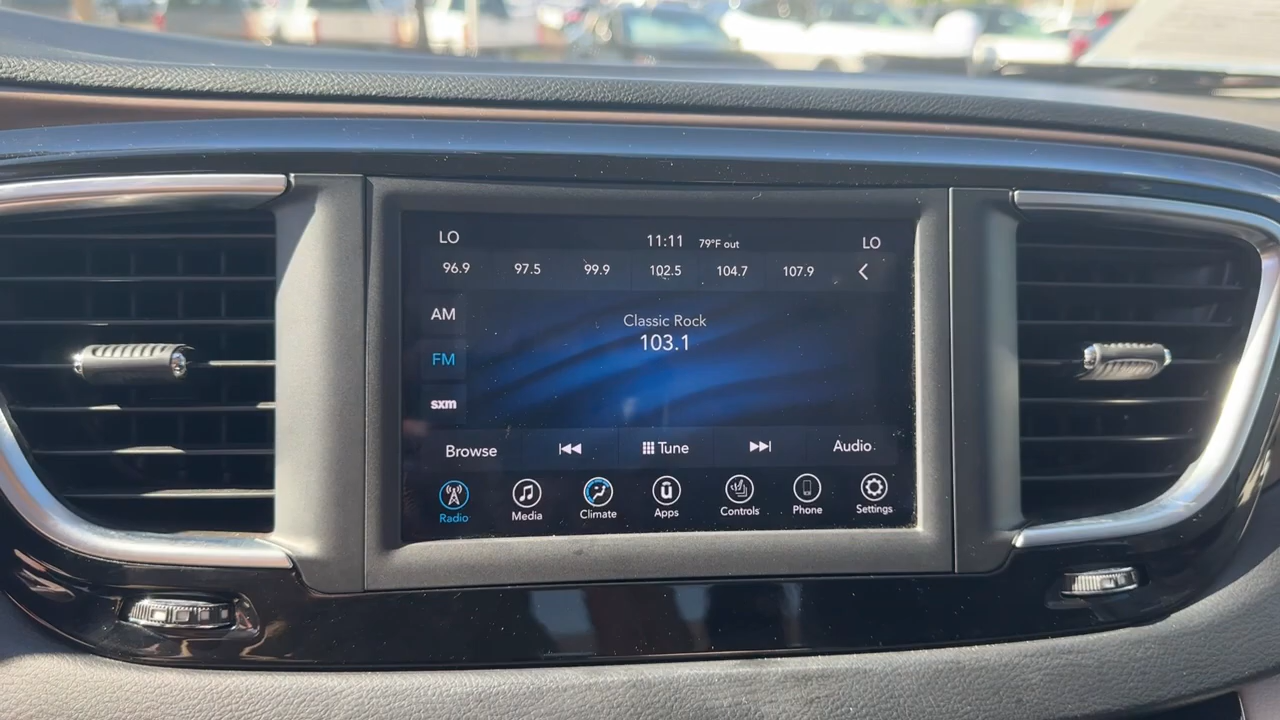 LO 11:11 79°F out LO
96.9 97.5 99.9 102.5 104.7 107.9
AM
Classic Rock
103.1
FM
sxm
Browse Tune Audio
Radio Media Climate Apps Controls Phone Settings